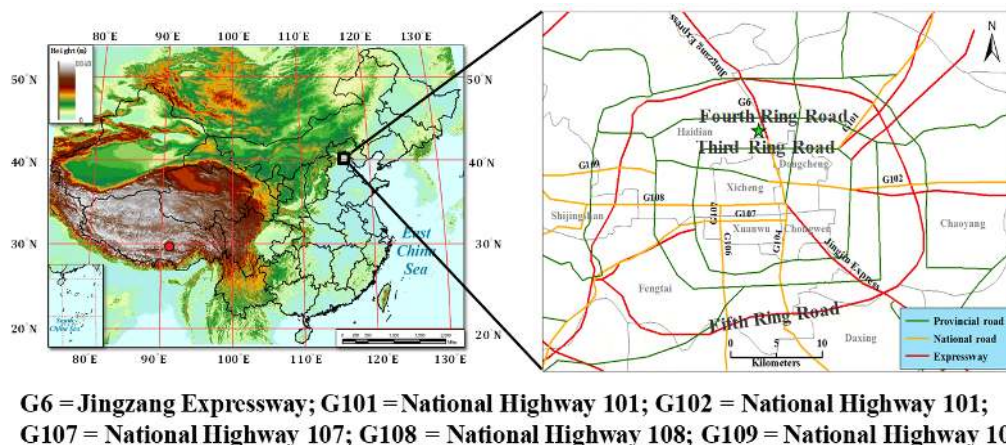 80°E 90°E 100°E 110°E 120°E 130°E
Height (m)
50°N 50°N
40°N 40°N
30°N 30°N
20°N 20°N
East
China
Sea
80°E 90°E 100°E 110°E 120°E
N
Jingzang Express
G6
Fourth Ring Road
G101
Haidian
Third Ring Road
Dongcheng
G109
G102
Xicheng
G108
Shijingshan
G107
G107
Xuanwu
Chongwen
Chaoyang
G106
G104
Jingjin Express
Fengtai
Fifth Ring Road
Daxing
0 5 10
Kilometers
Provincial road
National road
Expressway
G6 = Jingzang Expressway; G101 = National Highway 101; G102 = National Highway 101;
G107 = National Highway 107; G108 = National Highway 108; G109 = National Highway